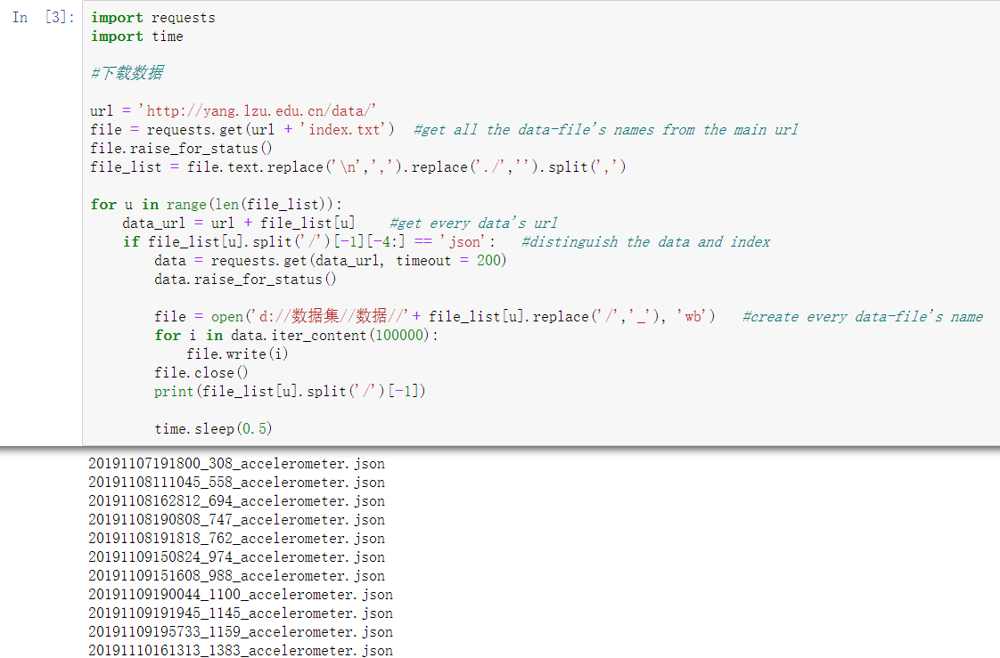 In [3]:
import requests
import time
#下载数据
url = 'http://yang.lzu.edu.cn/data/'
file = requests.get(url + 'index.txt')  #get all the data-file's names from the main url
file.raise_for_status()
file_list = file.text.replace('\n',',').replace('./','').split(',')
for u in range(len(file_list)):
    data_url = url + file_list[u]    #get every data's url
    if file_list[u].split('/')[-1][-4:] == 'json':   #distinguish the data and index
        data = requests.get(data_url, timeout = 200)
        data.raise_for_status()
        file = open('d://数据集//数据//'+ file_list[u].replace('/','_'), 'wb')   #create every data-file's name
        for i in data.iter_content(100000):
            file.write(i)
        file.close()
        print(file_list[u].split('/')[-1])
        time.sleep(0.5)
20191107191800_308_accelerometer.json
20191108111045_558_accelerometer.json
20191108162812_694_accelerometer.json
20191108190808_747_accelerometer.json
20191108191818_762_accelerometer.json
20191109150824_974_accelerometer.json
20191109151608_988_accelerometer.json
20191109190044_1100_accelerometer.json
20191109191945_1145_accelerometer.json
20191109195733_1159_accelerometer.json
20191110161313_1383_accelerometer.json